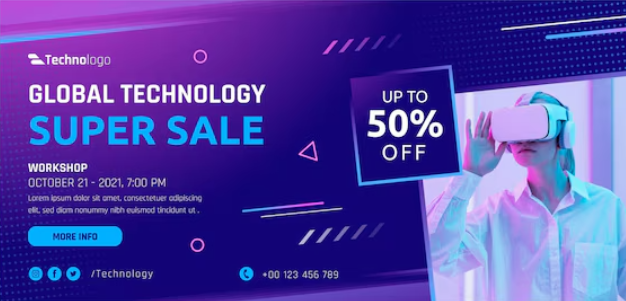 Technologo
GLOBAL TECHNOLOGY
SUPER SALE
WORKSHOP
OCTOBER 21 - 2021, 7:00 PM
Lorem ipsum dolor sit amet, consectetuer adipiscing
elit, sed diam nonummy nibh euismod tincidunt ut .
MORE INFO
/Technology
+00 123 456 789
UP TO
50%
OFF